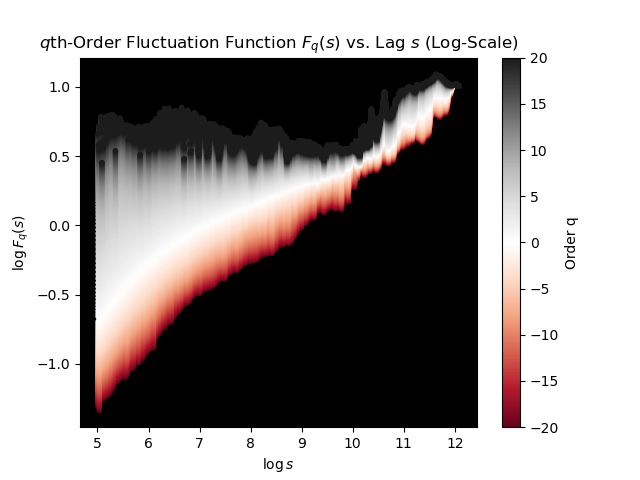 qth-Order Fluctuation Function F_q(s) vs. Lag s (Log-Scale)
log F_q(s)
1.0
0.5
0.0
−0.5
−1.0
5 6 7 8 9 10 11 12
log s
20
15
10
5
0
−5
−10
−15
−20
Order q